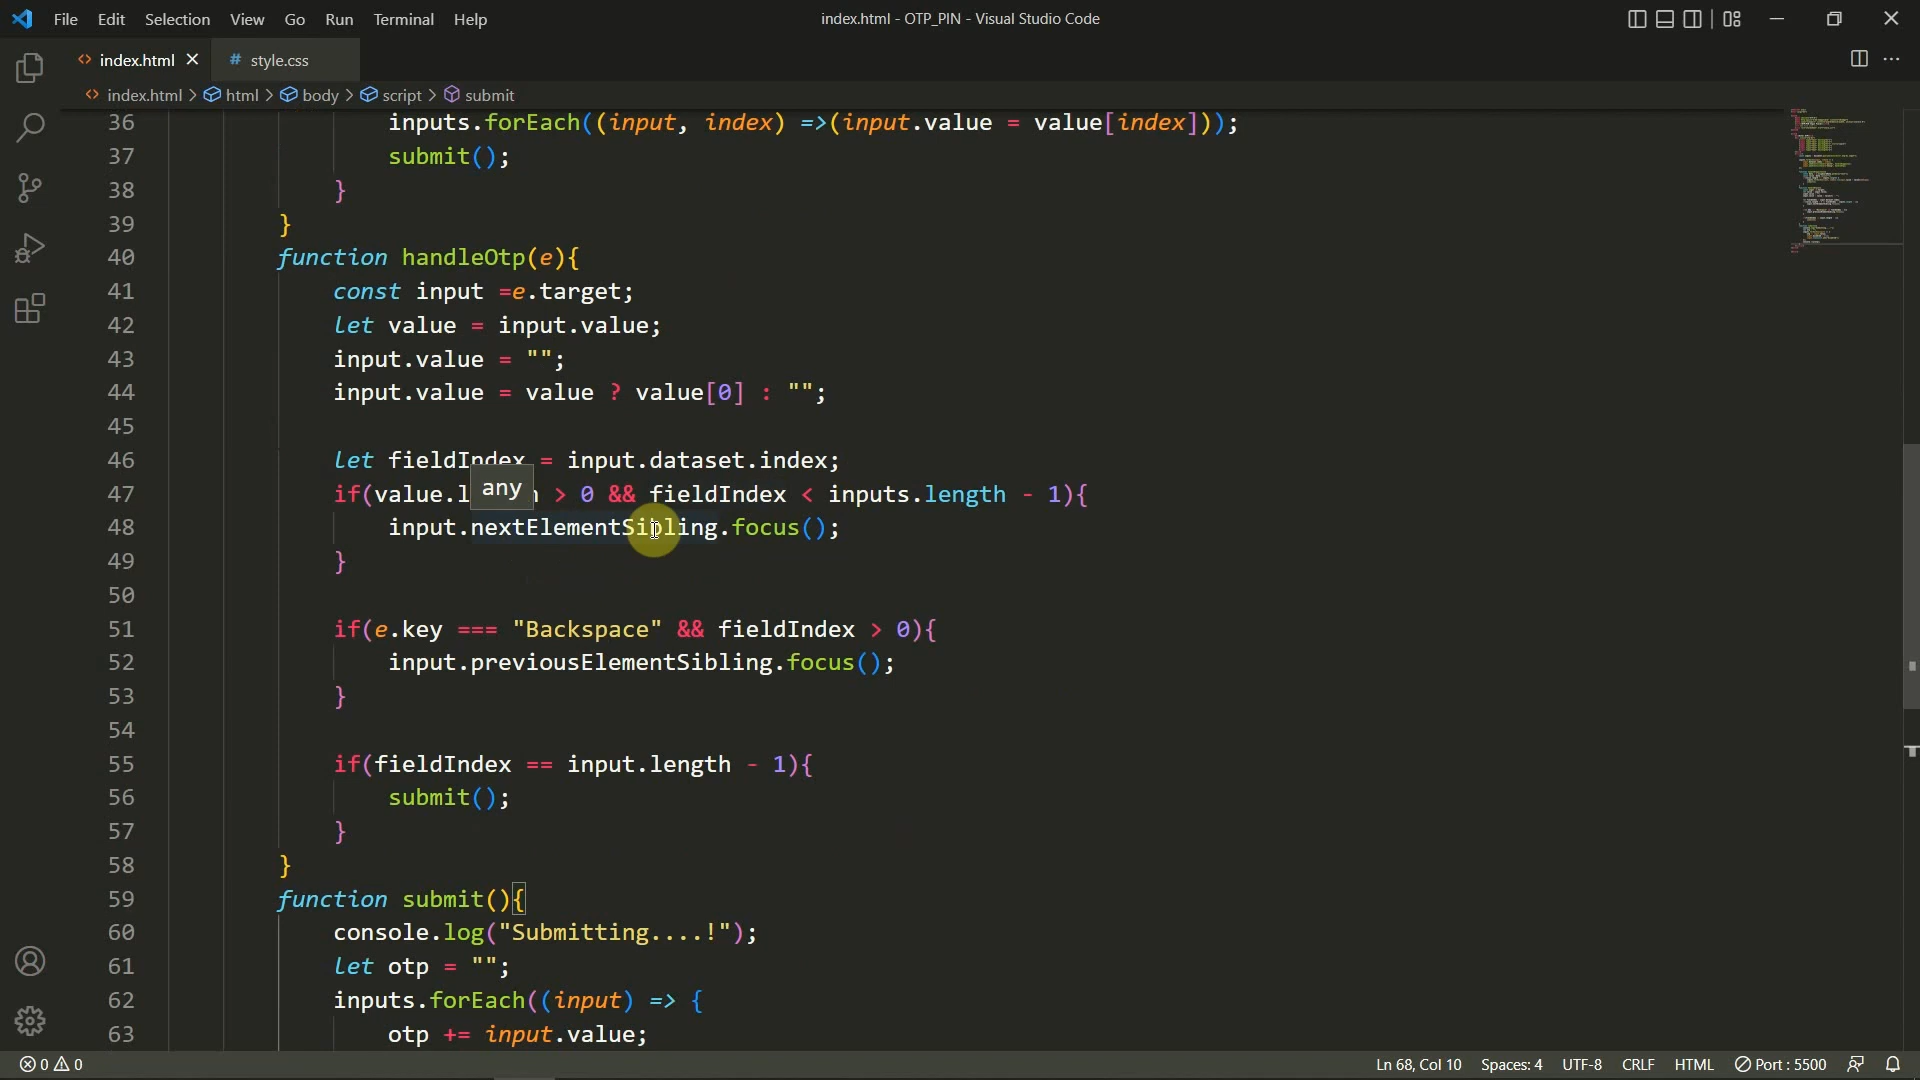 File Edit Selection View Go Run Terminal Help
index.html - OTP_PIN - Visual Studio Code
index.html
# style.css
index.html > html > body > script > submit
36 inputs.forEach((input, index) =>(input.value = value[index]));
37 submit();
38 }
39 }
40 function handleOtp(e){
41 const input =e.target;
42 let value = input.value;
43 input.value = "";
44 input.value = value ? value[0] : "";
45
46 let fieldIndex = input.dataset.index;
any
47 if(value.l h > 0 && fieldIndex < inputs.length - 1){
48 input.nextElementSibling.focus();
49 }
50
51 if(e.key === "Backspace" && fieldIndex > 0){
52 input.previousElementSibling.focus();
53 }
54
55 if(fieldIndex == input.length - 1){
56 submit();
57 }
58 }
59 function submit(){
60 console.log("Submitting....!");
61 let otp = "";
62 inputs.forEach((input) => {
63 otp += input.value;
0 0
Ln 68, Col 10 Spaces: 4 UTF-8 CRLF HTML Port : 5500